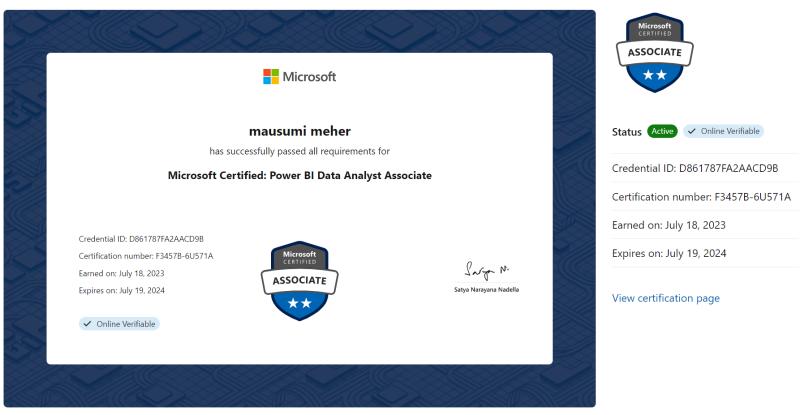 Microsoft
mausumi meher
has successfully passed all requirements for
Microsoft Certified: Power BI Data Analyst Associate
Credential ID: D861787FA2AACD9B
Certification number: F3457B-6U571A
Earned on: July 18, 2023
Expires on: July 19, 2024
Online Verifiable
Microsoft
CERTIFIED
ASSOCIATE
Satya N.
Satya Narayana Nadella
Microsoft
CERTIFIED
ASSOCIATE
Status Active Online Verifiable
Credential ID: D861787FA2AACD9B
Certification number: F3457B-6U571A
Earned on: July 18, 2023
Expires on: July 19, 2024
View certification page